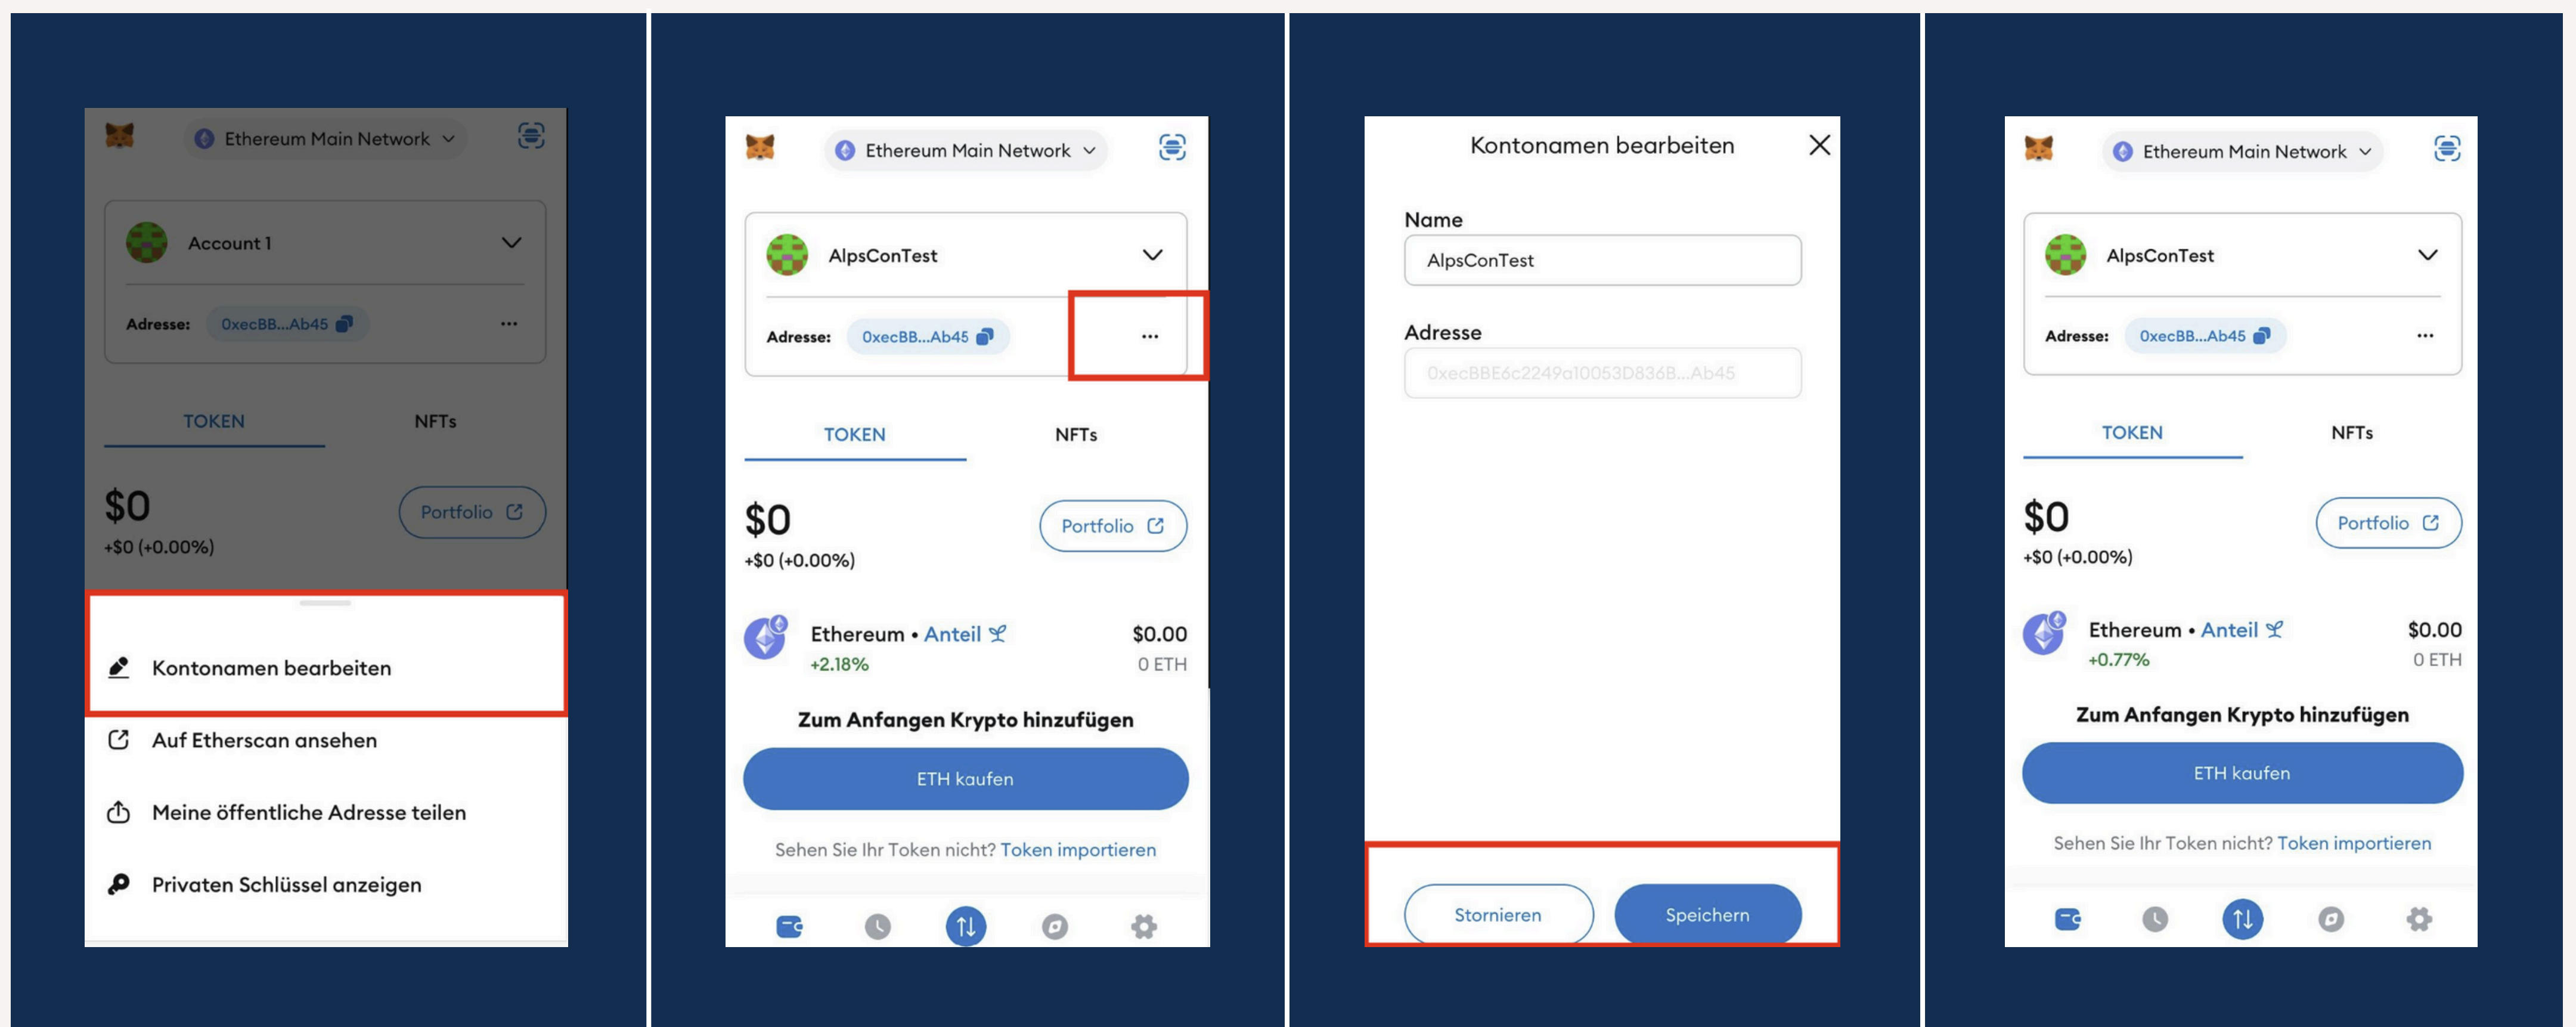 Ethereum Main Network
Account 1
Adresse: 0xecBB...Ab45
TOKEN NFTs
$0
Portfolio
+$0 (+0.00%)
Kontonamen bearbeiten
Auf Etherscan ansehen
Meine öffentliche Adresse teilen
Privaten Schlüssel anzeigen
Ethereum Main Network
AlpsConTest
Adresse: 0xecBB...Ab45
TOKEN NFTs
$0
Portfolio
+$0 (+0.00%)
Ethereum • Anteil $0.00
+2.18% 0 ETH
Zum Anfangen Krypto hinzufügen
ETH kaufen
Sehen Sie Ihr Token nicht? Token importieren
Kontonamen bearbeiten
Name
AlpsConTest
Adresse
0xecBBE6c2249a10053D836B...Ab45
Stornieren Speichern
Ethereum Main Network
AlpsConTest
Adresse: 0xecBB...Ab45
TOKEN NFTs
$0
Portfolio
+$0 (+0.00%)
Ethereum • Anteil $0.00
+0.77% 0 ETH
Zum Anfangen Krypto hinzufügen
ETH kaufen
Sehen Sie Ihr Token nicht? Token importieren